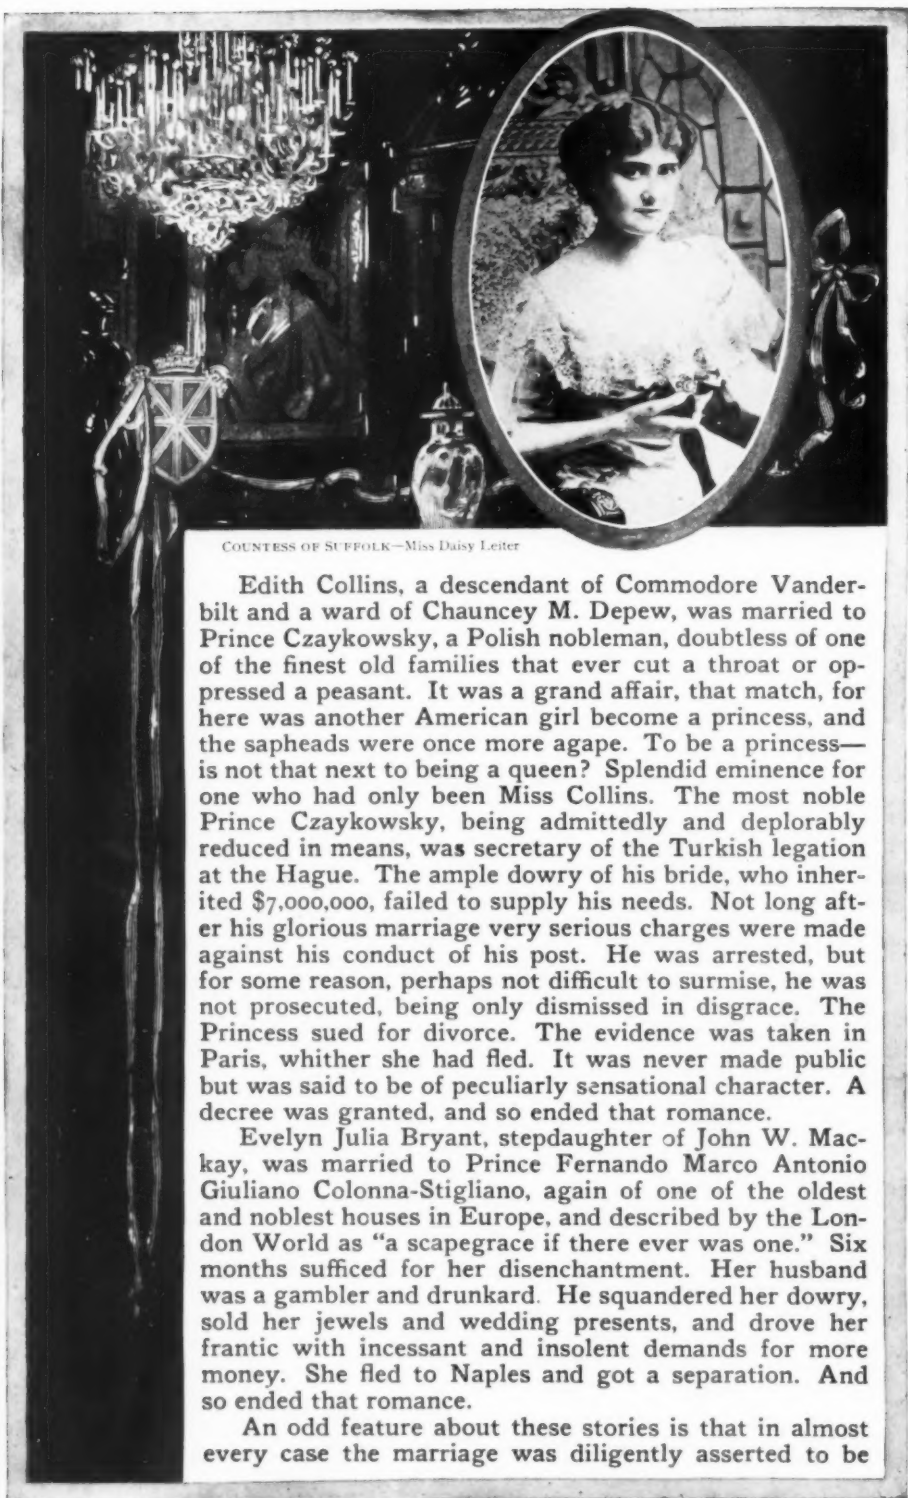 COUNTESS OF SUFFOLK—Miss Daisy Leiter
Edith Collins, a descendant of Commodore Vander-
bilt and a ward of Chauncey M. Depew, was married to
Prince Czaykowsky, a Polish nobleman, doubtless of one
of the finest old families that ever cut a throat or op-
pressed a peasant. It was a grand affair, that match, for
here was another American girl become a princess, and
the sapheads were once more agape. To be a princess—
is not that next to being a queen? Splendid eminence for
one who had only been Miss Collins. The most noble
Prince Czaykowsky, being admittedly and deplorably
reduced in means, was secretary of the Turkish legation
at the Hague. The ample dowry of his bride, who inher-
ited $7,000,000, failed to supply his needs. Not long aft-
er his glorious marriage very serious charges were made
against his conduct of his post. He was arrested, but
for some reason, perhaps not difficult to surmise, he was
not prosecuted, being only dismissed in disgrace. The
Princess sued for divorce. The evidence was taken in
Paris, whither she had fled. It was never made public
but was said to be of peculiarly sensational character. A
decree was granted, and so ended that romance.
Evelyn Julia Bryant, stepdaughter of John W. Mac-
kay, was married to Prince Fernando Marco Antonio
Giuliano Colonna-Stigliano, again of one of the oldest
and noblest houses in Europe, and described by the Lon-
don World as “a scapegrace if there ever was one.” Six
months sufficed for her disenchantment. Her husband
was a gambler and drunkard. He squandered her dowry,
sold her jewels and wedding presents, and drove her
frantic with incessant and insolent demands for more
money. She fled to Naples and got a separation. And
so ended that romance.
An odd feature about these stories is that in almost
every case the marriage was diligently asserted to be